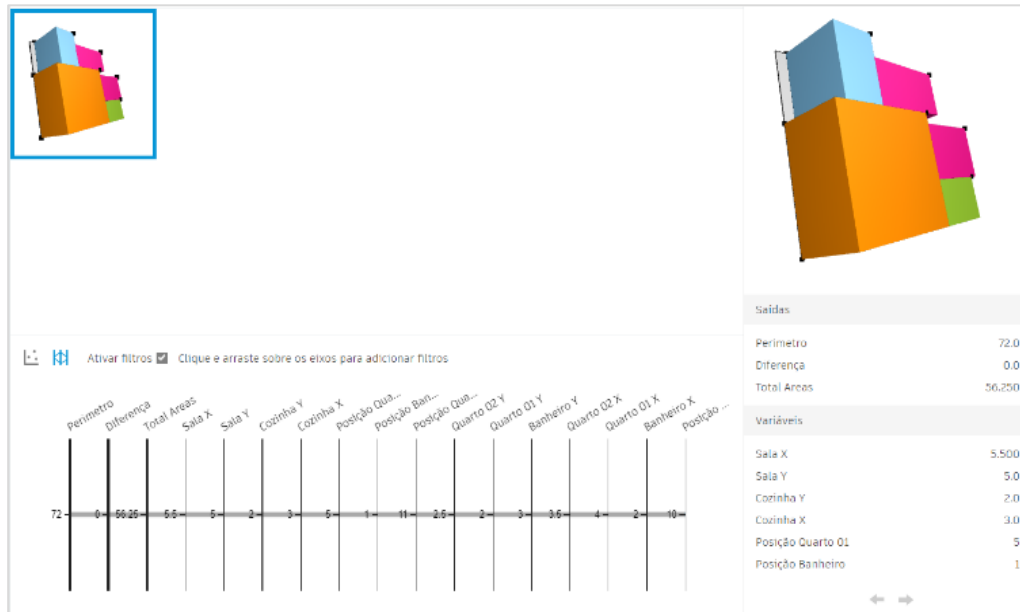 Saídas
Perimetro 72.0
Diferença 0.0
Total Areas 56.250
Variáveis
Sala X 5.500
Sala Y 5.0
Cozinha Y 2.0
Cozinha X 3.0
Posição Quarto 01 5
Posição Banheiro 1
Ativar filtros Clique e arraste sobre os eixos para adicionar filtros
Perimetro Diferença Total Areas Sala X Sala Y Cozinha Y Cozinha X Posição Qua... Posição Ban... Posição Qua... Quarto 02 Y Quarto 01 Y Banheiro Y Quarto 02 X Quarto 01 X Banheiro X Posição ...
72 0 56.25 5.5 5 2 3 5 1 11 2.5 2 3 3.5 4 2 10